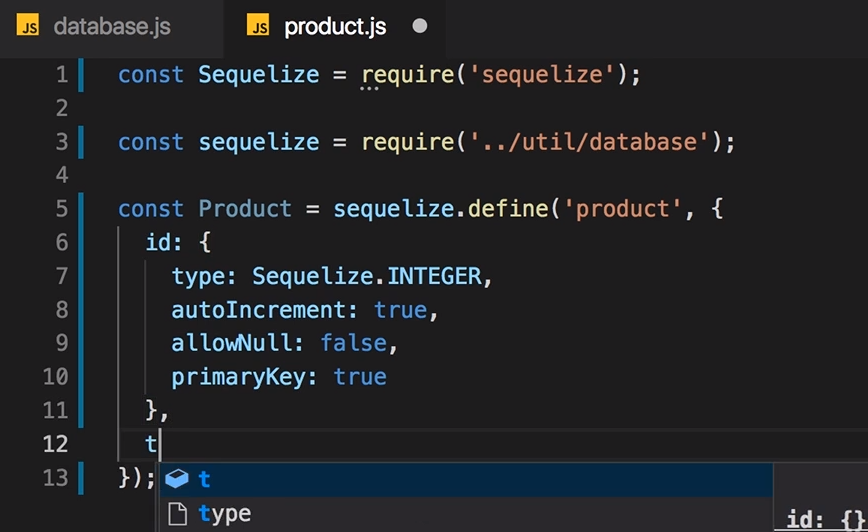 JS database.js JS product.js
1 const Sequelize = require('sequelize');
2
3 const sequelize = require('../util/database');
4
5 const Product = sequelize.define('product', {
6 id: {
7 type: Sequelize.INTEGER,
8 autoIncrement: true,
9 allowNull: false,
10 primaryKey: true
11 },
12 t
13 });
t
type
id: {}